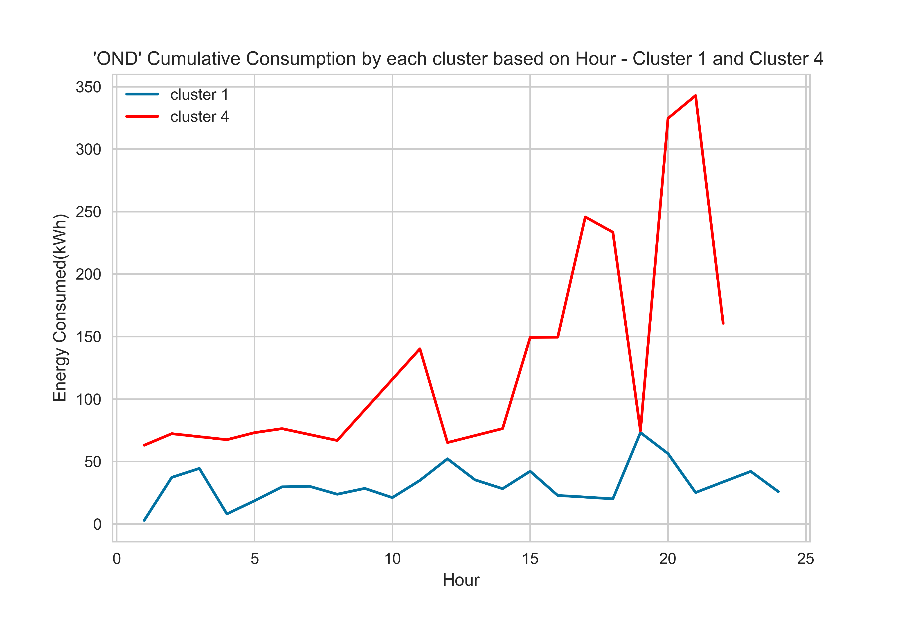 'OND' Cumulative Consumption by each cluster based on Hour - Cluster 1 and Cluster 4
350
cluster 1
cluster 4
300
250
200
150
100
50
0
Energy Consumed(kWh)
0 5 10 15 20 25
Hour